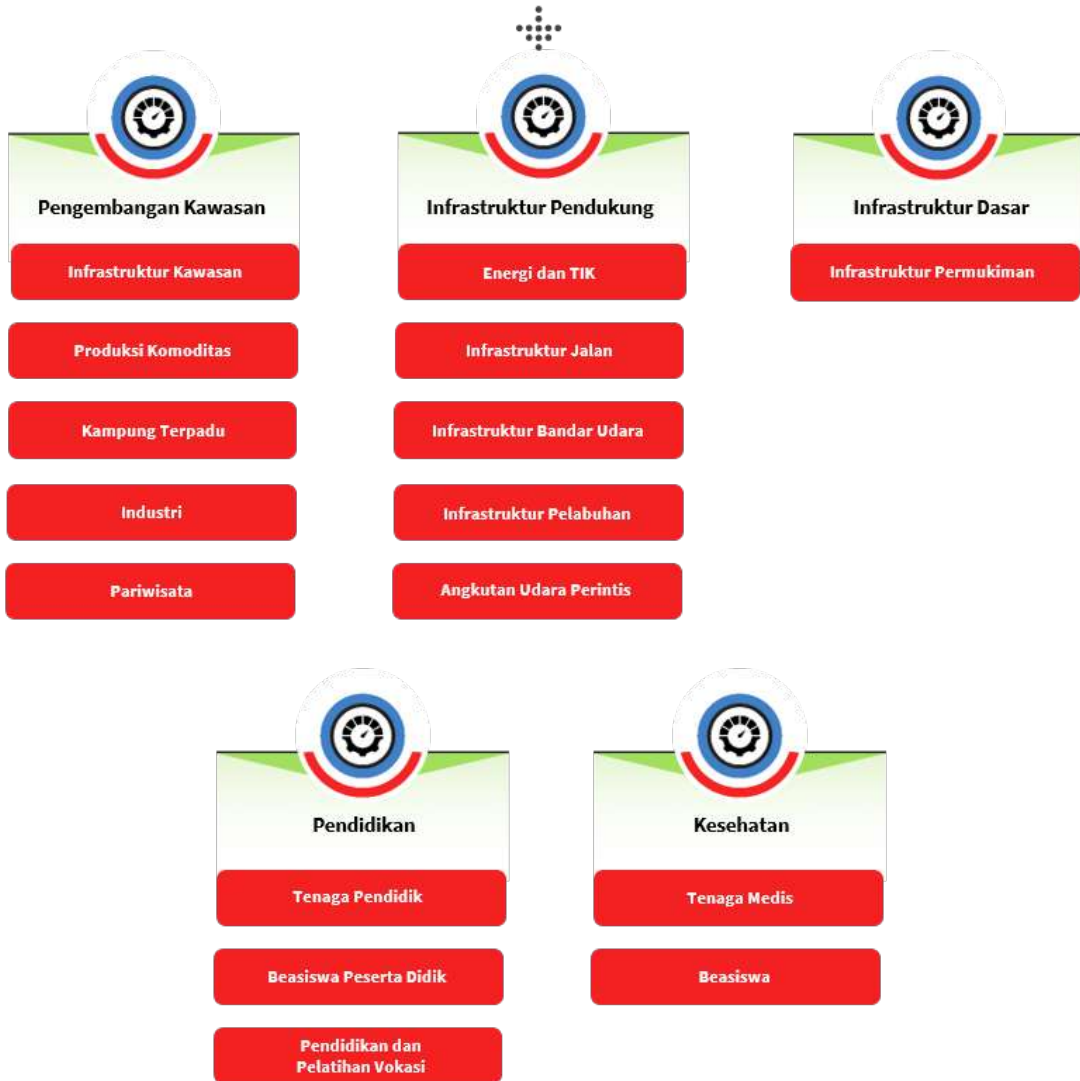 Pengembangan Kawasan
Infrastruktur Kawasan
Produksi Komoditas
Kampung Terpadu
Industri
Pariwisata
Infrastruktur Pendukung
Energi dan TIK
Infrastruktur Jalan
Infrastruktur Bandar Udara
Infrastruktur Pelabuhan
Angkutan Udara Perintis
Infrastruktur Dasar
Infrastruktur Permukiman
Pendidikan
Tenaga Pendidik
Beasiswa Peserta Didik
Pendidikan dan
Pelatihan Vokasi
Kesehatan
Tenaga Medis
Beasiswa